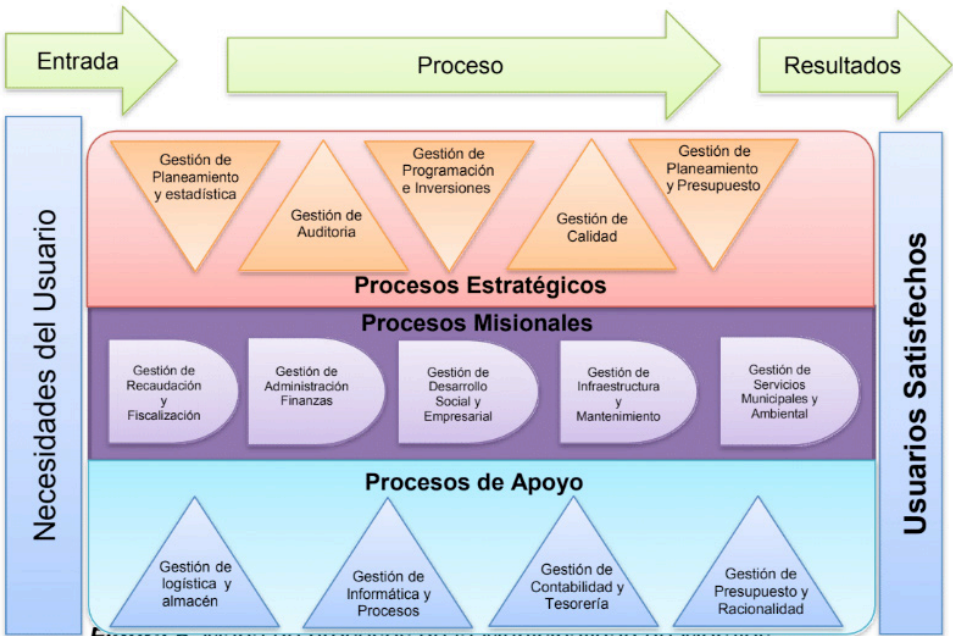 Entrada
Proceso
Resultados
Necesidades del Usuario
Gestión de
Planeamiento
y estadística
Gestión de
Auditoria
Gestión de
Programación
e Inversiones
Gestión de
Calidad
Gestión de
Planeamiento
y Presupuesto
Procesos Estratégicos
Procesos Misionales
Gestión de
Recaudación
y
Fiscalización
Gestión de
Administración
Finanzas
Gestión de
Desarrollo
Social y
Empresarial
Gestión de
Infraestructura
y
Mantenimiento
Gestión de
Servicios
Municipales y
Ambiental
Procesos de Apoyo
Gestión de
logística y
almacén
Gestión de
Informática y
Procesos
Gestión de
Contabilidad y
Tesorería
Gestión de
Presupuesto y
Racionalidad
Usuarios Satisfechos